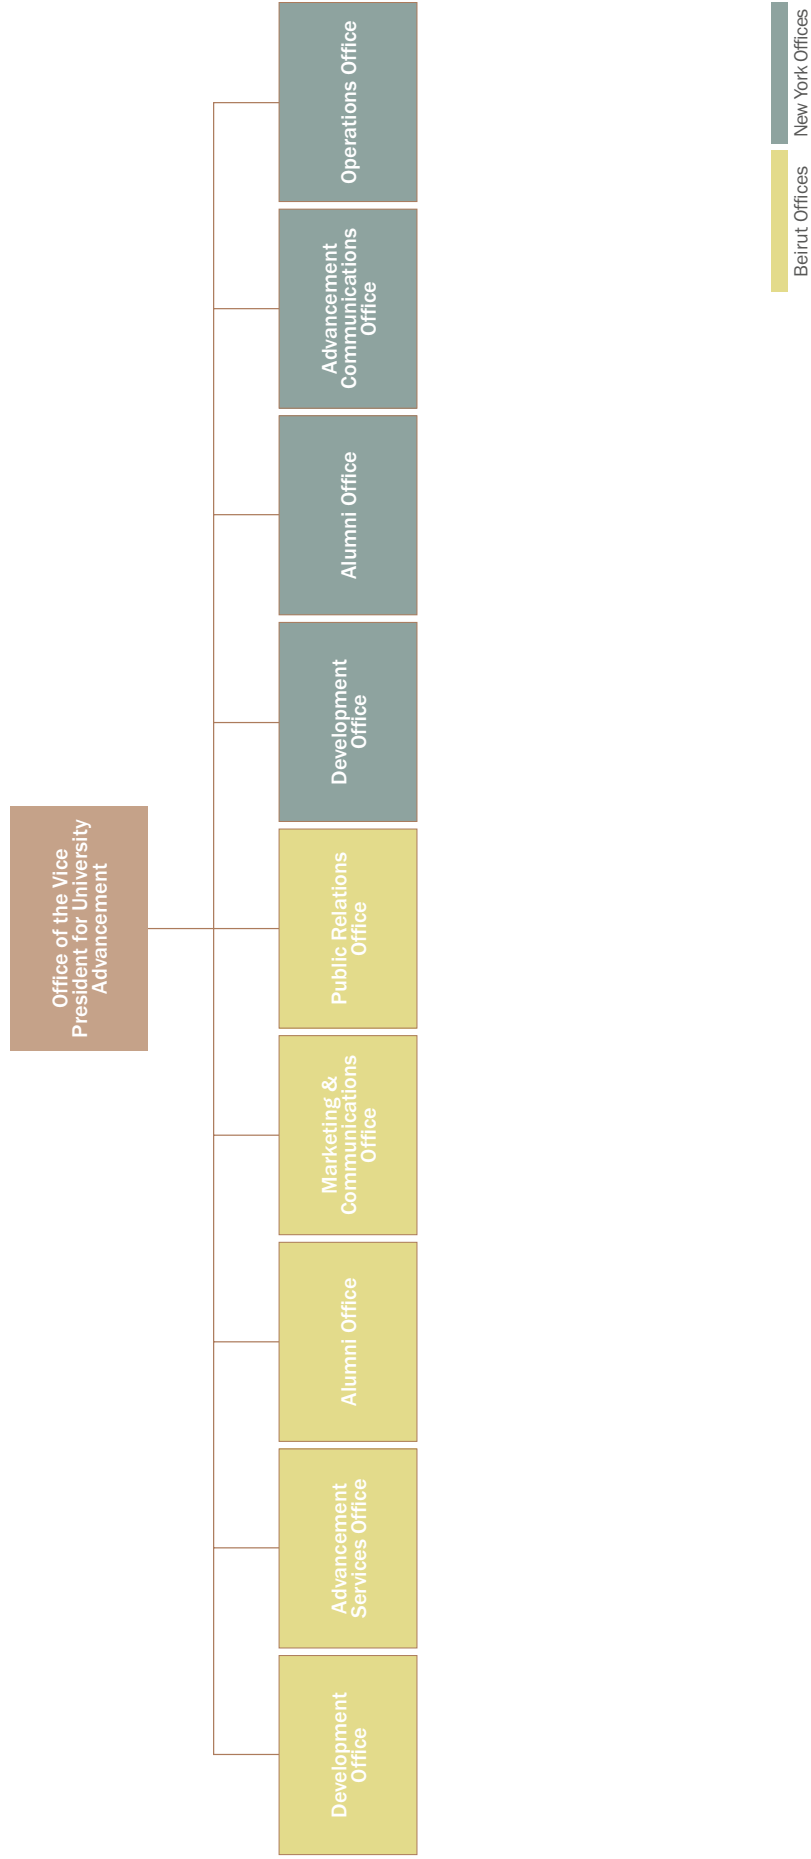 Office of the Vice
President for University
Advancement
Development
Office
Advancement
Services Office
Alumni Office
Marketing &
Communications
Office
Public Relations
Office
Development
Office
Alumni Office
Advancement
Communications
Office
Operations Office
Beirut Offices
New York Offices